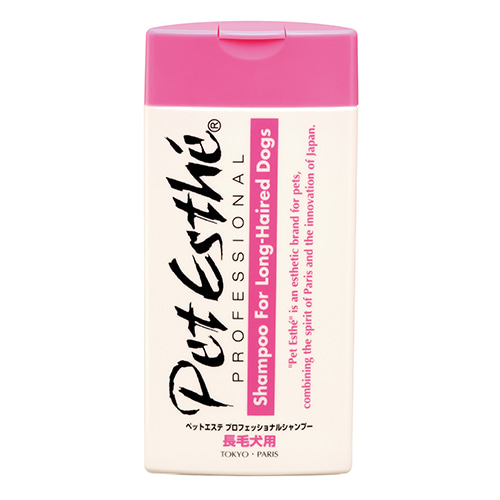 Pet Esthé®
PROFESSIONAL
Shampoo For Long-Haired Dogs
"Pet Esthé" is an esthetic brand for pets,
combining the spirit of Paris and the innovation of Japan.
ペットエステ プロフェッショナルシャンプー
長毛犬用
TOKYO・PARIS